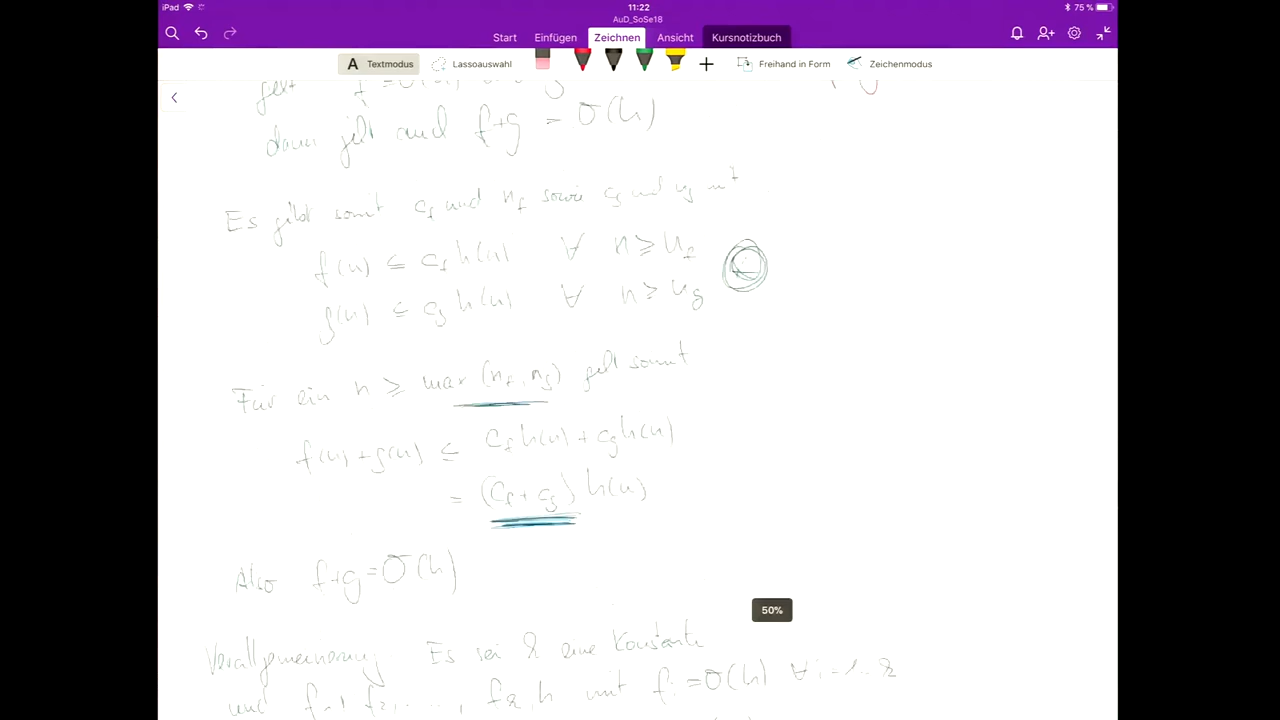 iPad 11:22 75 %
AuD_SoSe18
Start Einfügen Zeichnen Ansicht Kursnotizbuch
A Textmodus Lassoauswahl Freihand in Form Zeichenmodus
gilt f
dann gilt auch f+g = O(h)
Es gibt somit c_f und n_f sowie c_g und n_g mit
f(n) ≤ c_f h(n) ∀ n ≥ n_f
g(n) ≤ c_g h(n) ∀ n ≥ n_g
Für ein n ≥ max (n_f, n_g) gilt somit
f(n)+g(n) ≤ c_f h(n) + c_g h(n)
= (c_f + c_g) h(n)
Also f+g = O(h)
50%
Verallgemeinerung Es sei k eine Konstante
und f_1, f_2, ..., f_k, h mit f_i = O(h) ∀ i = 1..k